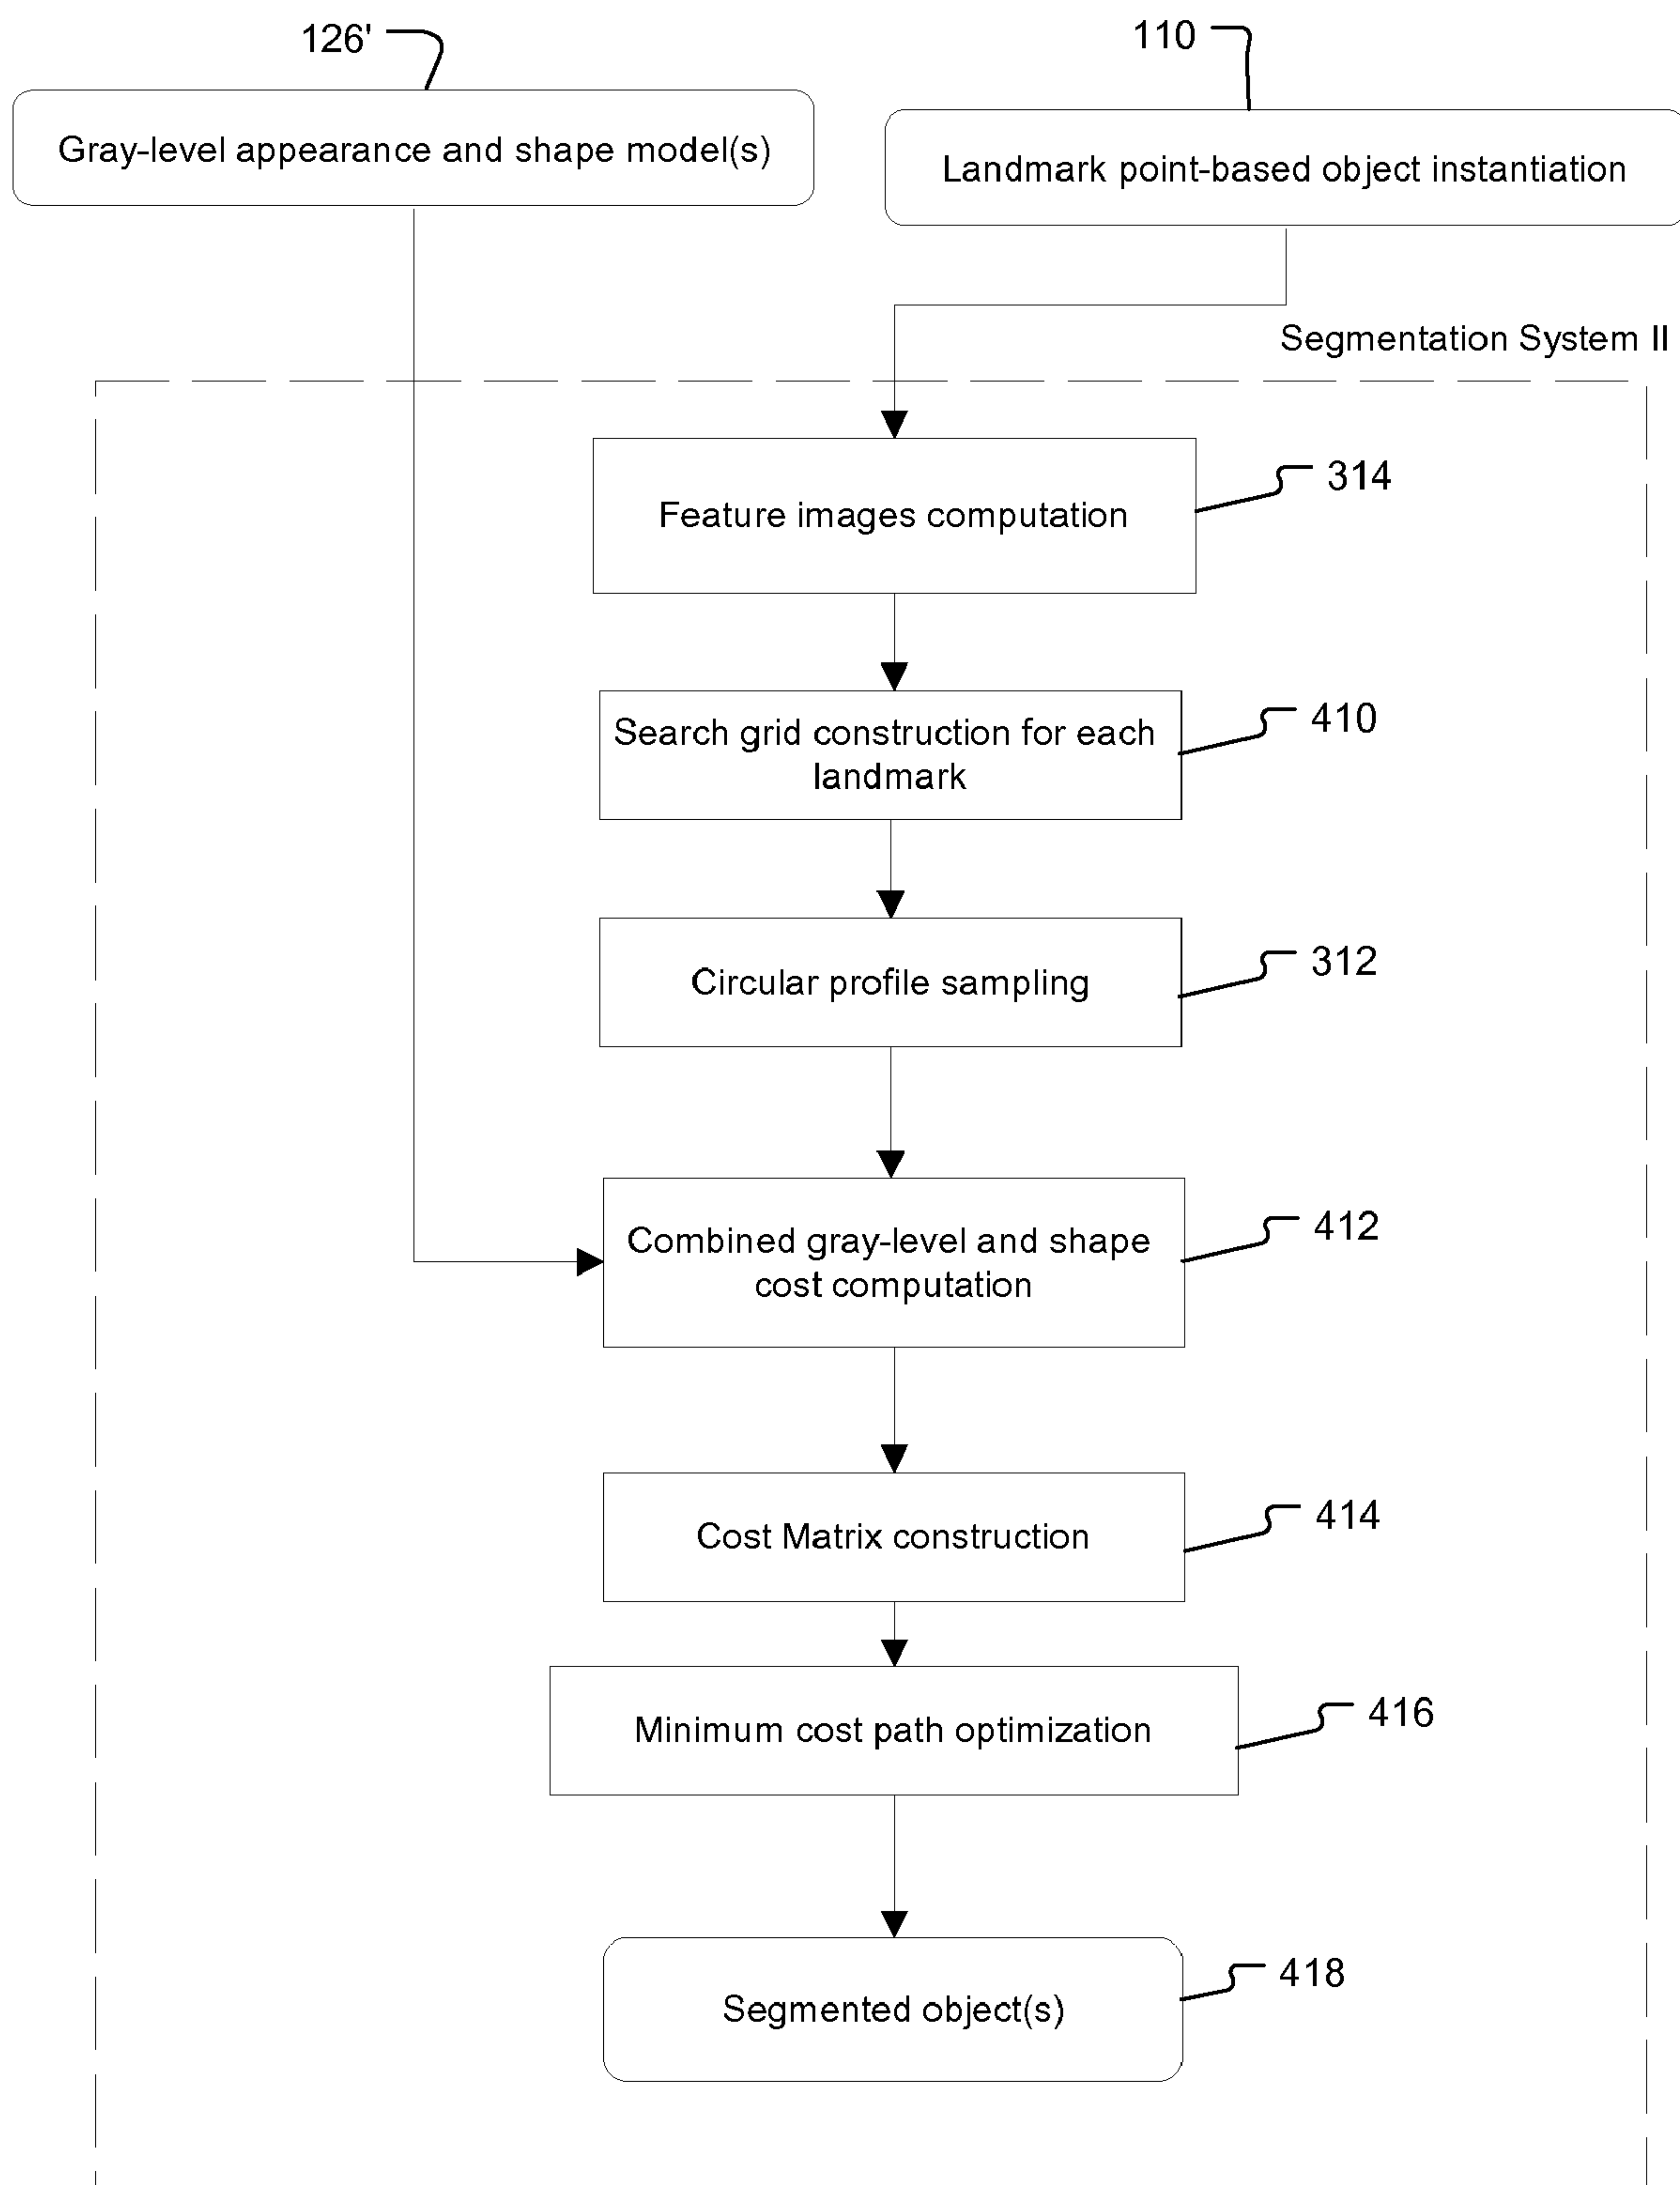 126'
110
Gray-level appearance and shape model(s)
Landmark point-based object instantiation
Segmentation System II
Feature images computation
314
Search grid construction for each
landmark
410
Circular profile sampling
312
Combined gray-level and shape
cost computation
412
Cost Matrix construction
414
Minimum cost path optimization
416
Segmented object(s)
418